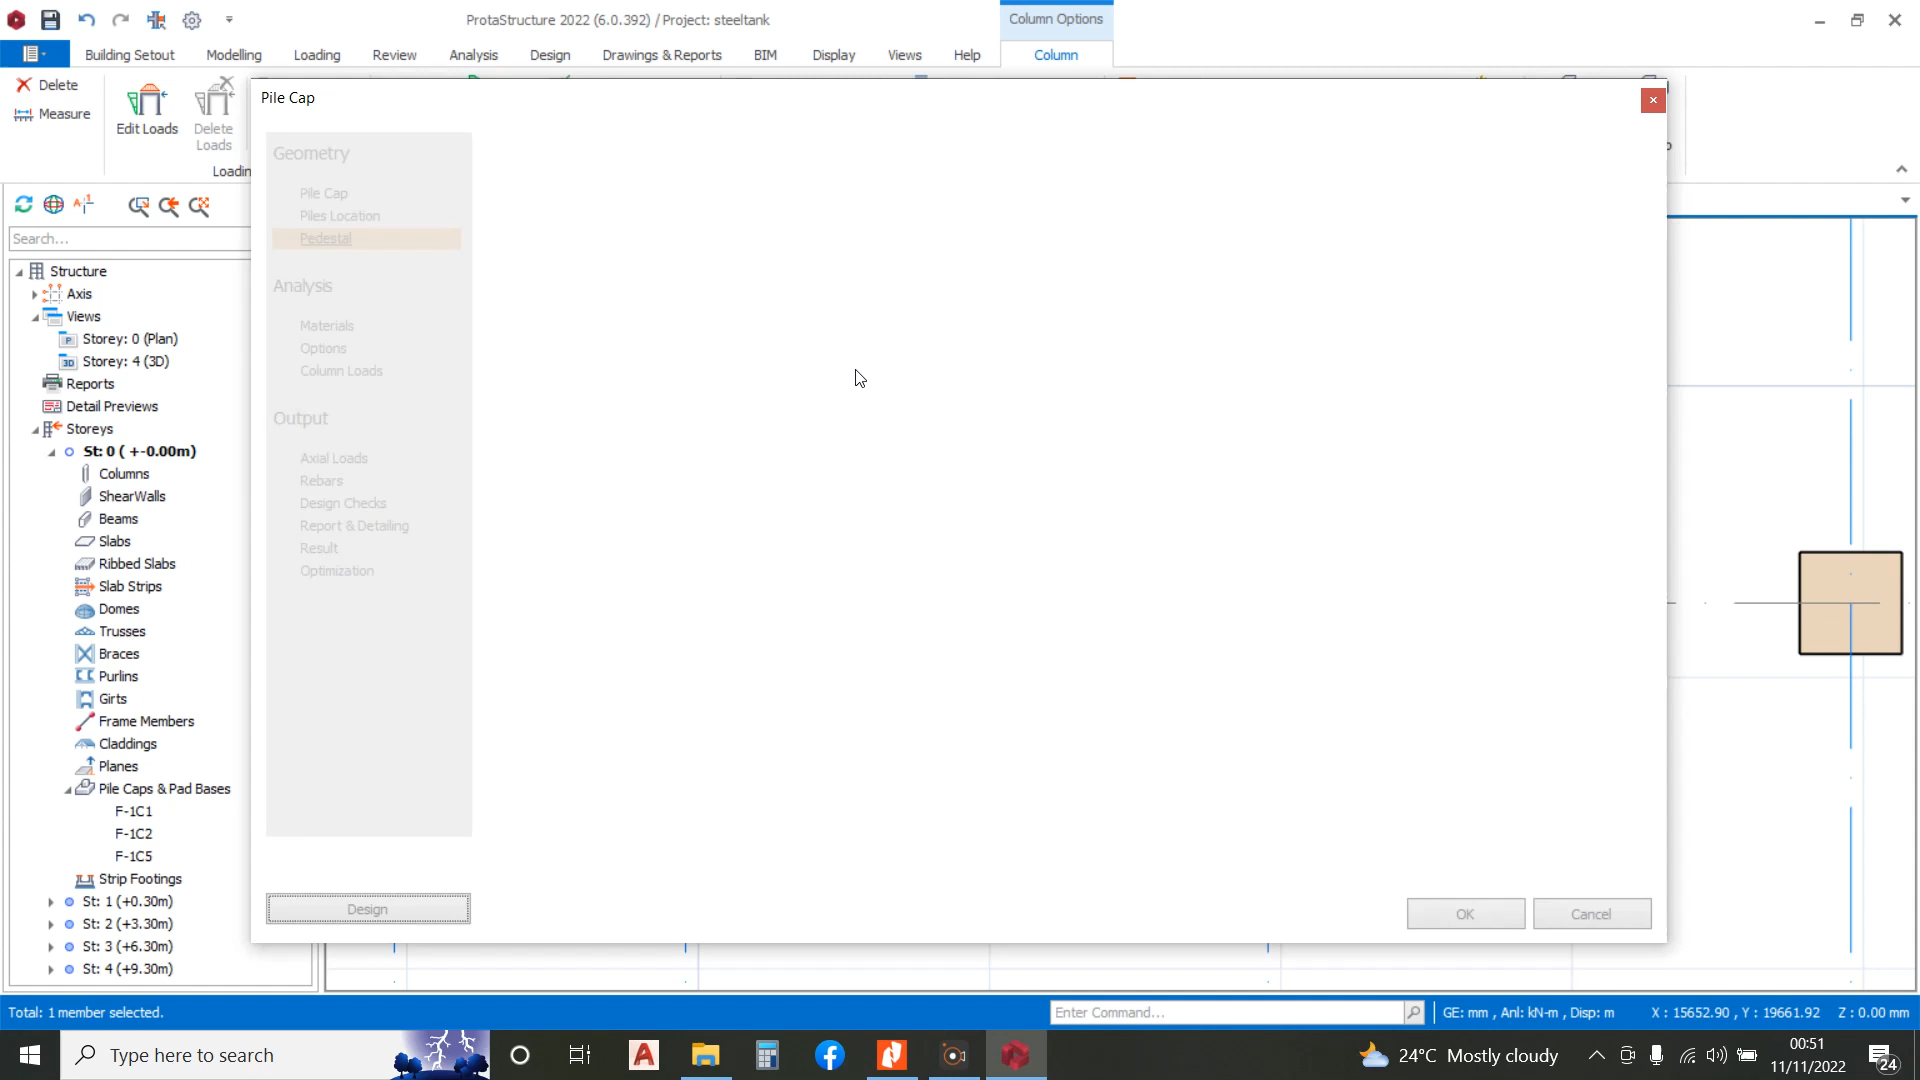 ProtaStructure 2022 (6.0.392) / Project: steeltank
Column Options
Building Setout
Modelling
Loading
Review
Analysis
Design
Drawings & Reports
BIM
Display
Views
Help
Column
Delete
Measure
Edit Loads
Delete
Loads
Loadin
Pile Cap
Geometry
Pile Cap
Piles Location
Pedestal
Analysis
Materials
Options
Column Loads
Output
Axial Loads
Rebars
Design Checks
Report & Detailing
Result
Optimization
Design
OK
Cancel
Search...
Structure
Axis
Views
Storey: 0 (Plan)
Storey: 4 (3D)
Reports
Detail Previews
Storeys
St: 0 ( +-0.00m)
Columns
ShearWalls
Beams
Slabs
Ribbed Slabs
Slab Strips
Domes
Trusses
Braces
Purlins
Girts
Frame Members
Claddings
Planes
Pile Caps & Pad Bases
F-1C1
F-1C2
F-1C5
Strip Footings
St: 1 (+0.30m)
St: 2 (+3.30m)
St: 3 (+6.30m)
St: 4 (+9.30m)
Total: 1 member selected.
Enter Command...
GE: mm , Anl: kN-m , Disp: m
X : 15652.90 , Y : 19661.92
Z : 0.00 mm
Type here to search
24°C Mostly cloudy
00:51
11/11/2022
24